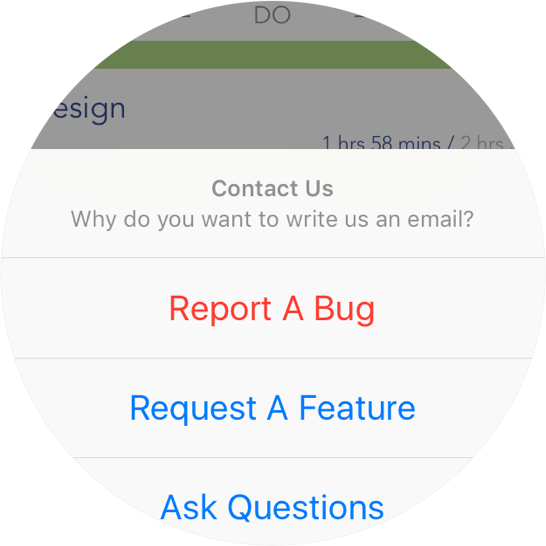 DO
esign
1 hrs 58 mins / 2 hrs
Contact Us
Why do you want to write us an email?
Report A Bug
Request A Feature
Ask Questions